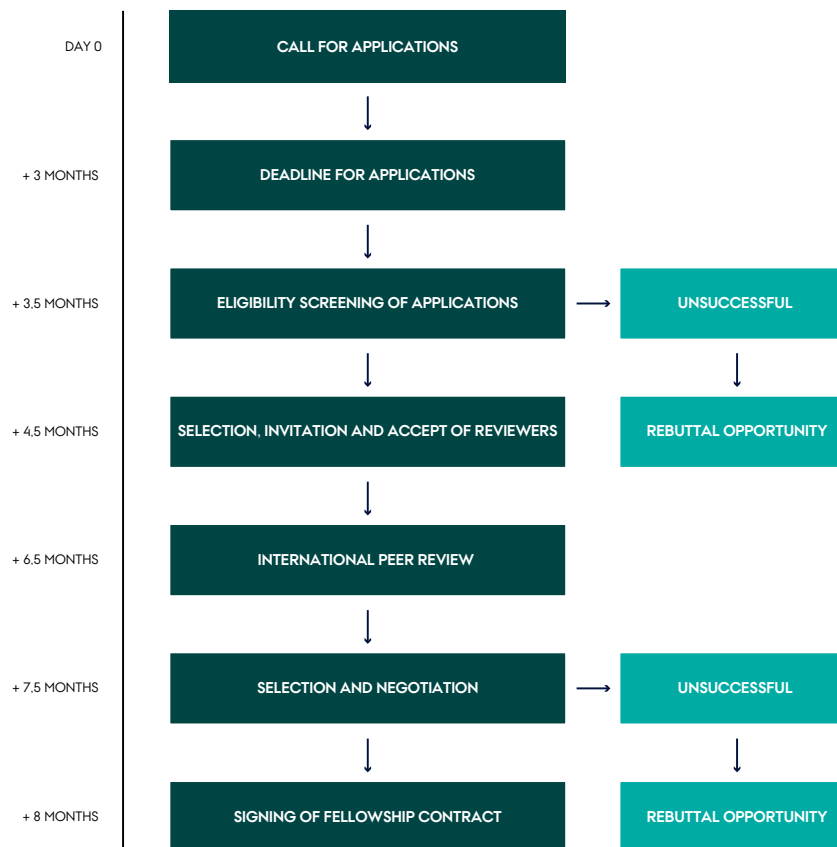 DAY 0
CALL FOR APPLICATIONS
+ 3 MONTHS
DEADLINE FOR APPLICATIONS
+ 3,5 MONTHS
ELIGIBILITY SCREENING OF APPLICATIONS
UNSUCCESSFUL
+ 4,5 MONTHS
SELECTION, INVITATION AND ACCEPT OF REVIEWERS
REBUTTAL OPPORTUNITY
+ 6,5 MONTHS
INTERNATIONAL PEER REVIEW
+ 7,5 MONTHS
SELECTION AND NEGOTIATION
UNSUCCESSFUL
+ 8 MONTHS
SIGNING OF FELLOWSHIP CONTRACT
REBUTTAL OPPORTUNITY